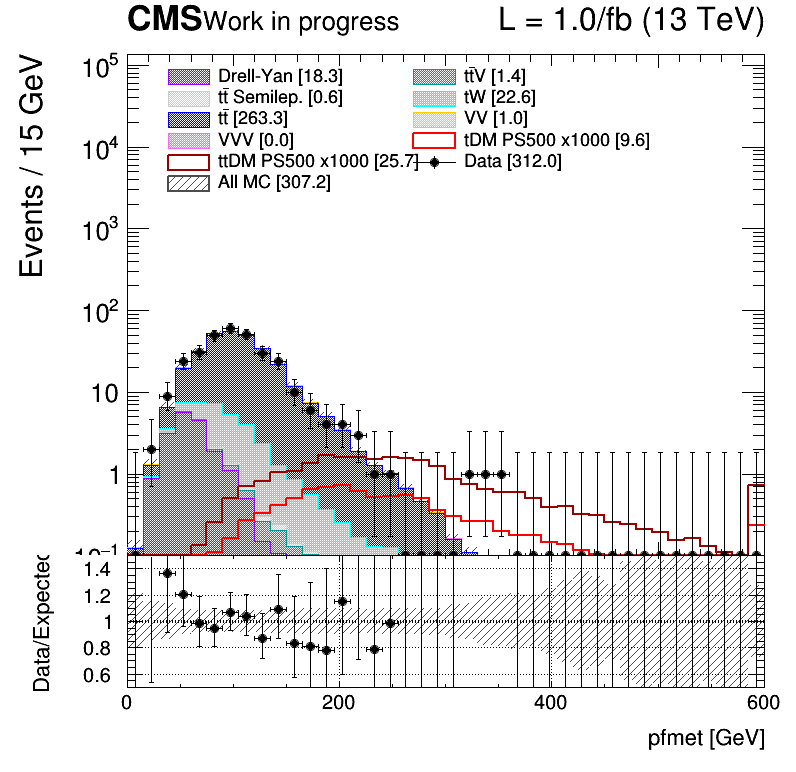 CMS Work in progress L = 1.0/fb (13 TeV)
Events / 15 GeV
10⁵
10⁴
10³
10²
10
1
10⁻¹
Drell-Yan [18.3]
tt̄V [1.4]
tt̄ Semilep. [0.6]
tW [22.6]
tt̄ [263.3]
VV [1.0]
VVV [0.0]
tDM PS500 x1000 [9.6]
ttDM PS500 x1000 [25.7]
Data [312.0]
All MC [307.2]
Data/Expected
1.4
1.2
1
0.8
0.6
0 200 400 600
pfmet [GeV]